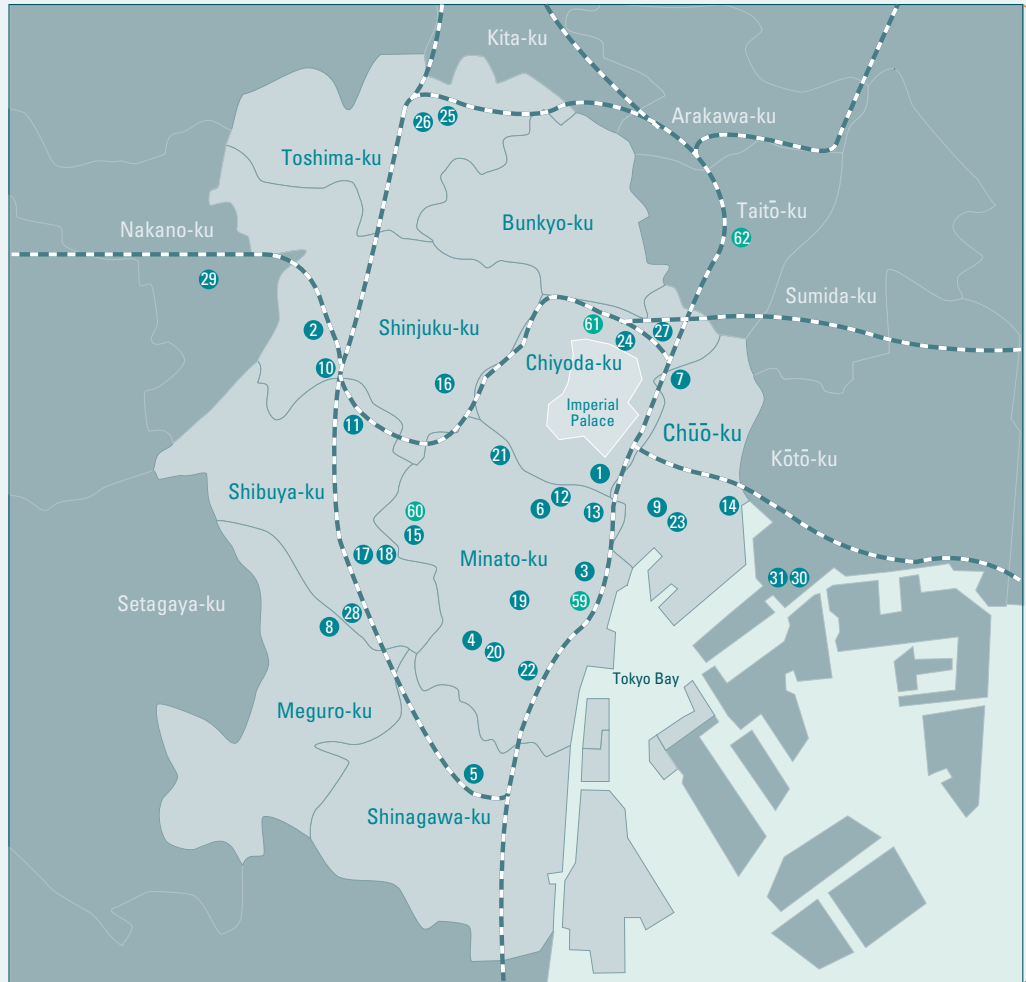 Kita-ku
Arakawa-ku
26
25
Toshima-ku
Bunkyo-ku
Taitō-ku
62
Nakano-ku
29
Sumida-ku
2
Shinjuku-ku
61
27
24
Chiyoda-ku
10
16
7
Imperial
Palace
11
Chūō-ku
21
Kōtō-ku
1
Shibuya-ku
12
60
6
13
9
14
23
15
17
18
Minato-ku
3
31
30
19
59
Setagaya-ku
28
8
4
20
22
Tokyo Bay
Meguro-ku
5
Shinagawa-ku